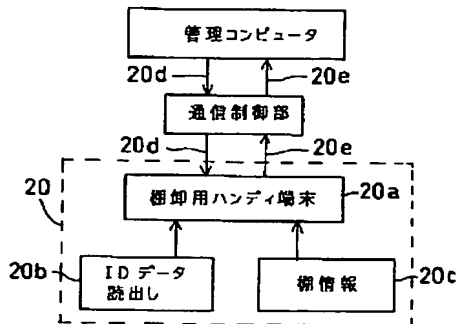 管理コンピュータ
20d
20e
通信制御部
20d
20e
20
棚卸用ハンディ端末
20a
20b
IDデータ
読出し
棚情報
20c